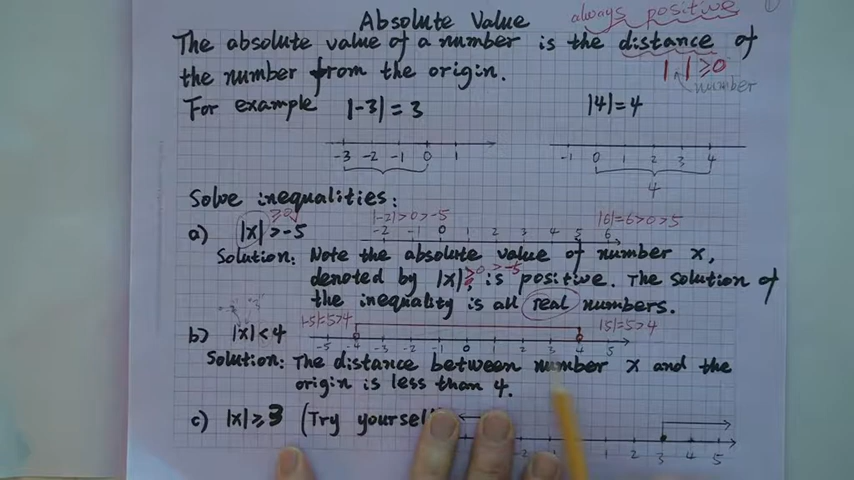 Absolute Value
always positive
The absolute value of a number is the distance of
the number from the origin.
| | ≥0
number
For example |-3| = 3 |4| = 4
-3 -2 -1 0 1 -1 0 1 2 3 4
4
Solve inequalities:
≥0
|-2|>0>-5 |6|=6>0>5
a) |x| > -5 -2 -1 0 1 2 3 4 5 6
Solution: Note the absolute value of number x,
denoted by |x| ≥0 >-5, is positive. The solution of
the inequality is all real numbers.
|-5|=5>4 |5|=5>4
b) |x| < 4 -5 -4 -3 -2 -1 0 1 2 3 4 5
Solution: The distance between number x and the
origin is less than 4.
c) |x| ≥ 3 (Try yourself
-2 1 2 3 4 5